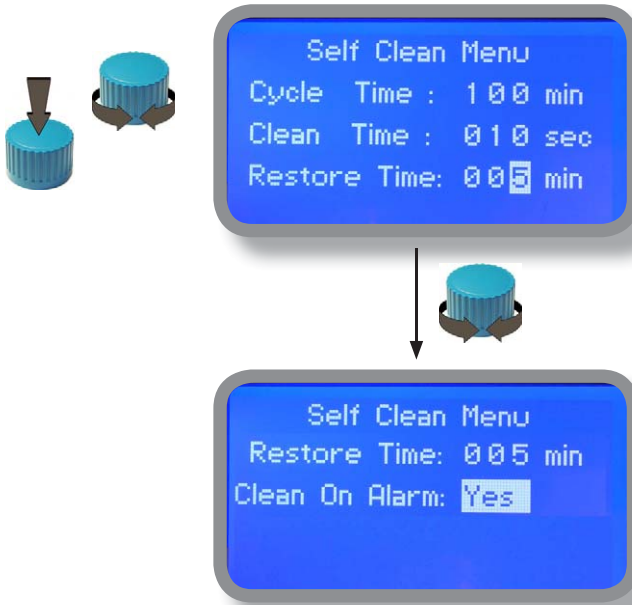 Self Clean Menu
Cycle Time : 100 min
Clean Time : 010 sec
Restore Time: 005 min
Self Clean Menu
Restore Time: 005 min
Clean On Alarm: Yes